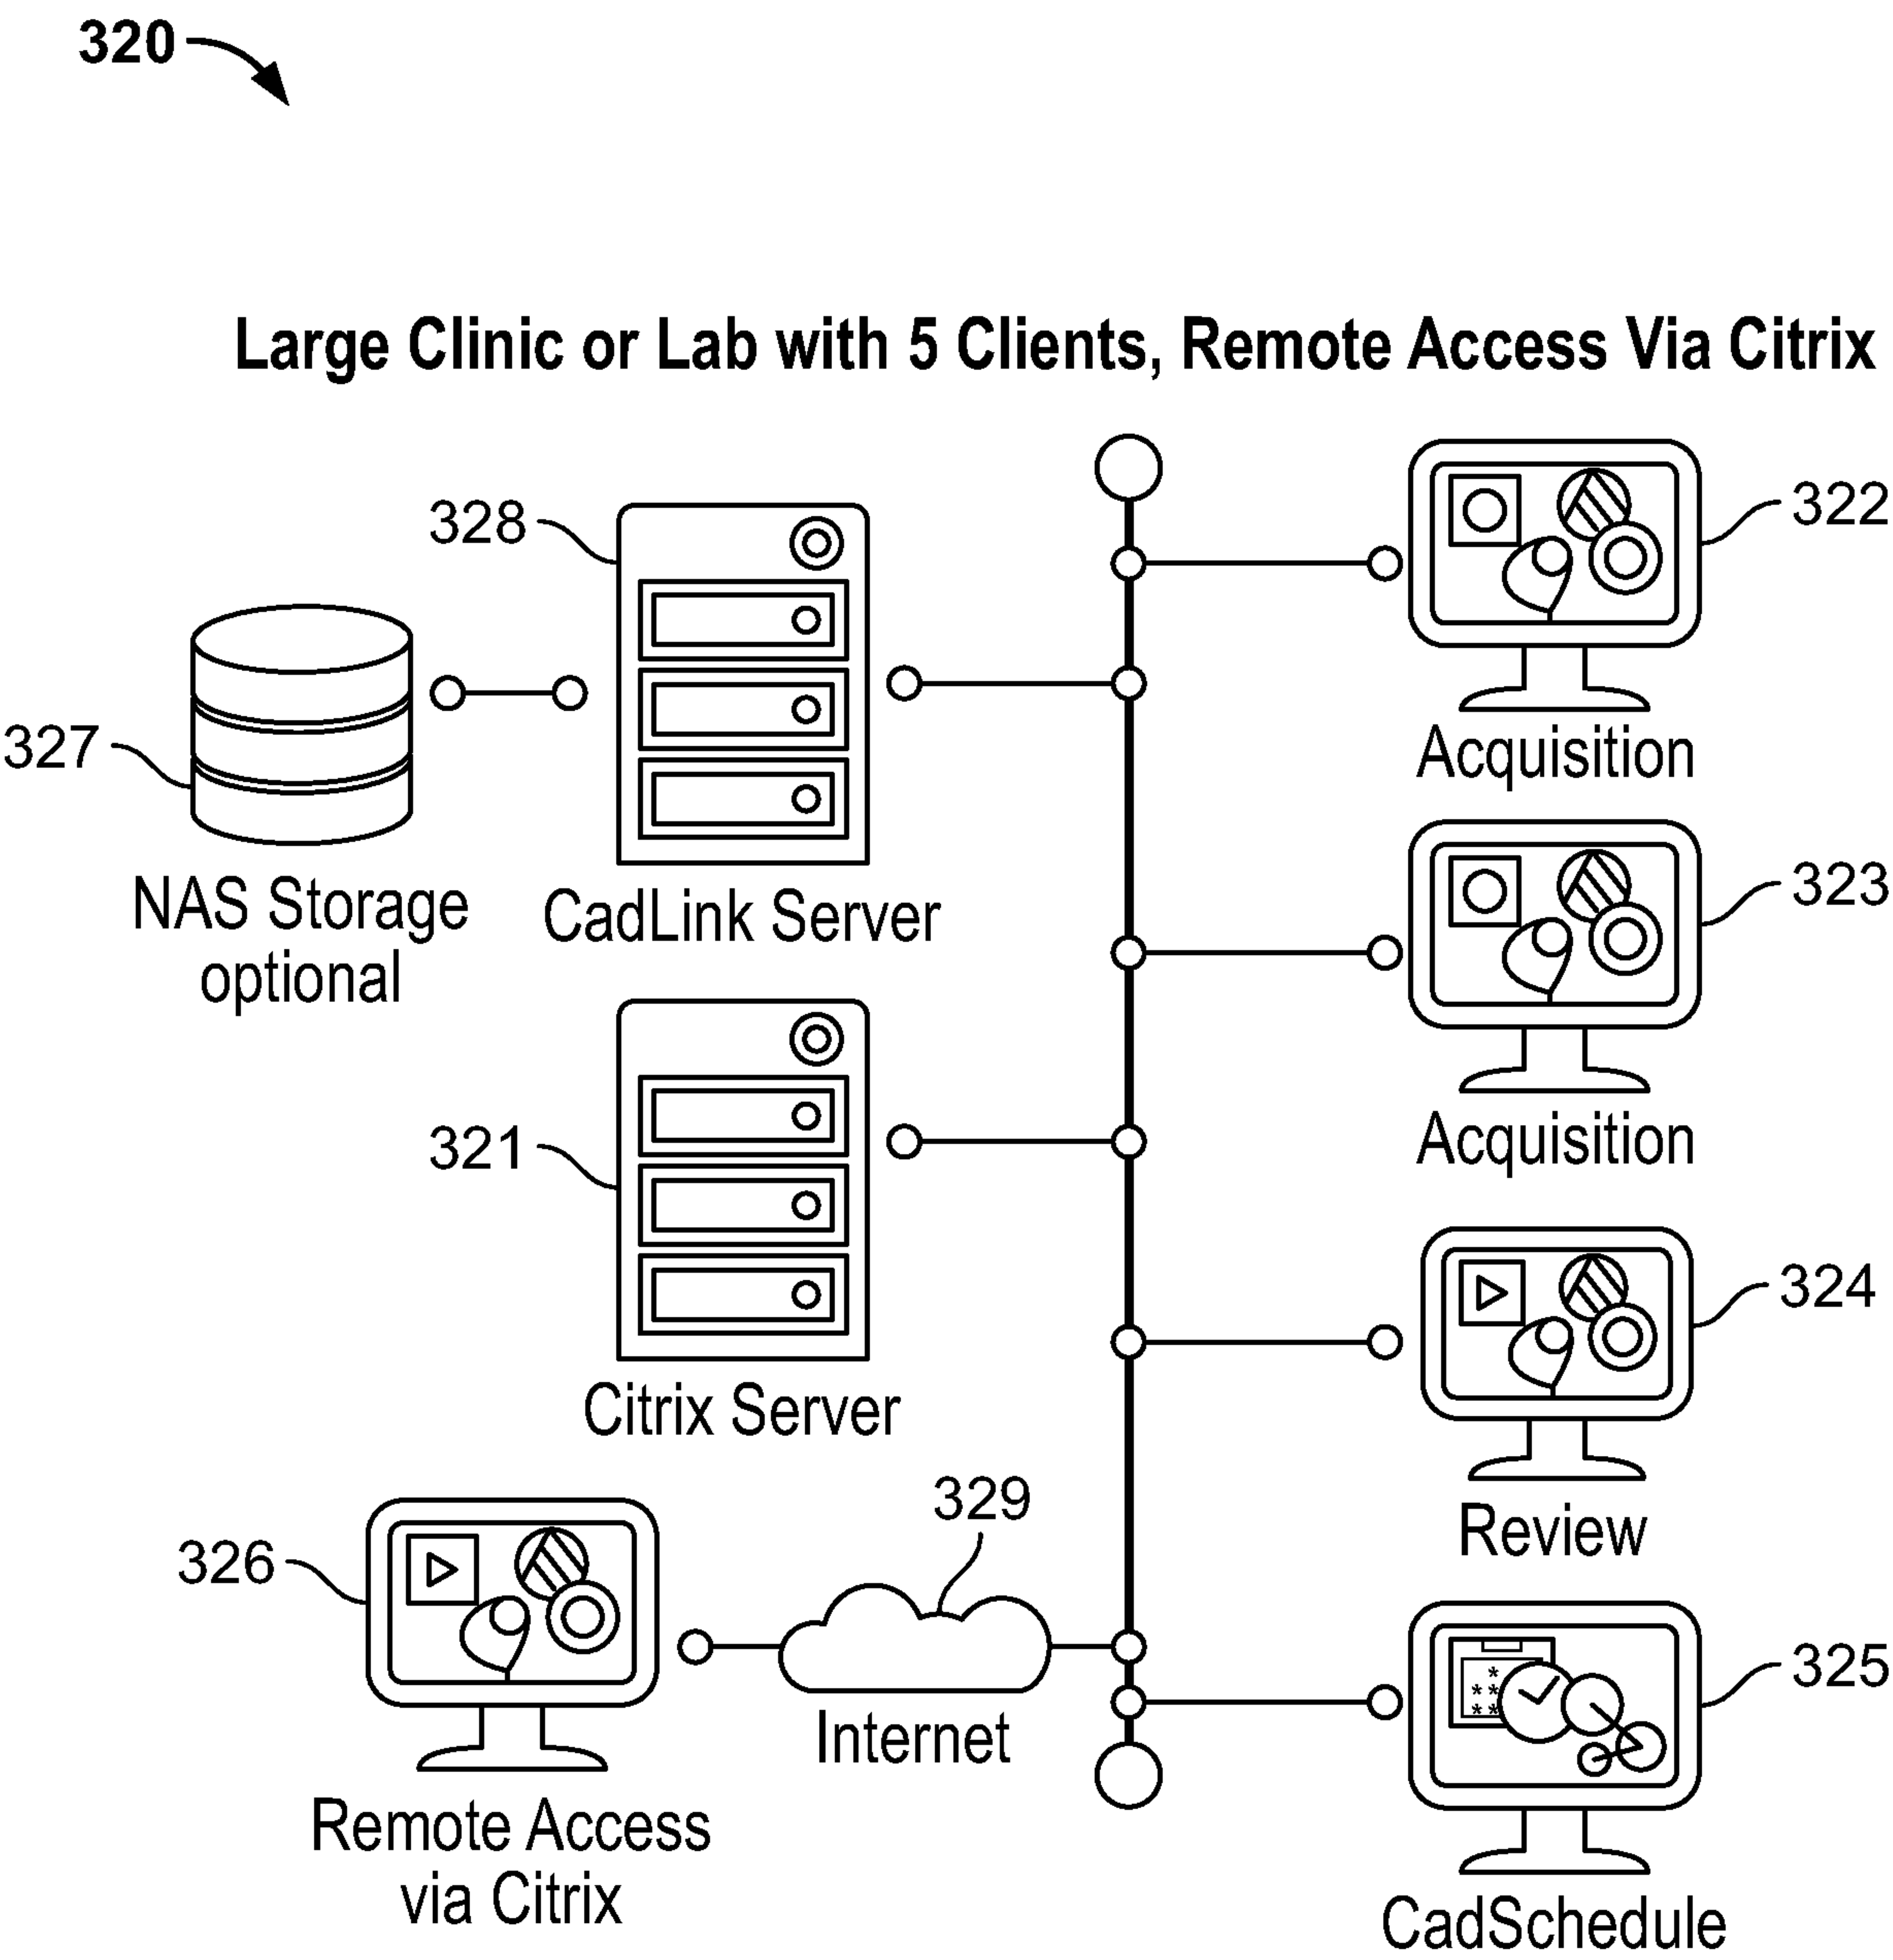 320
Large Clinic or Lab with 5 Clients, Remote Access Via Citrix
328
322
327
Acquisition
NAS Storage
optional
CadLink Server
323
321
Acquisition
Citrix Server
324
329
Review
326
Internet
325
Remote Access
via Citrix
CadSchedule